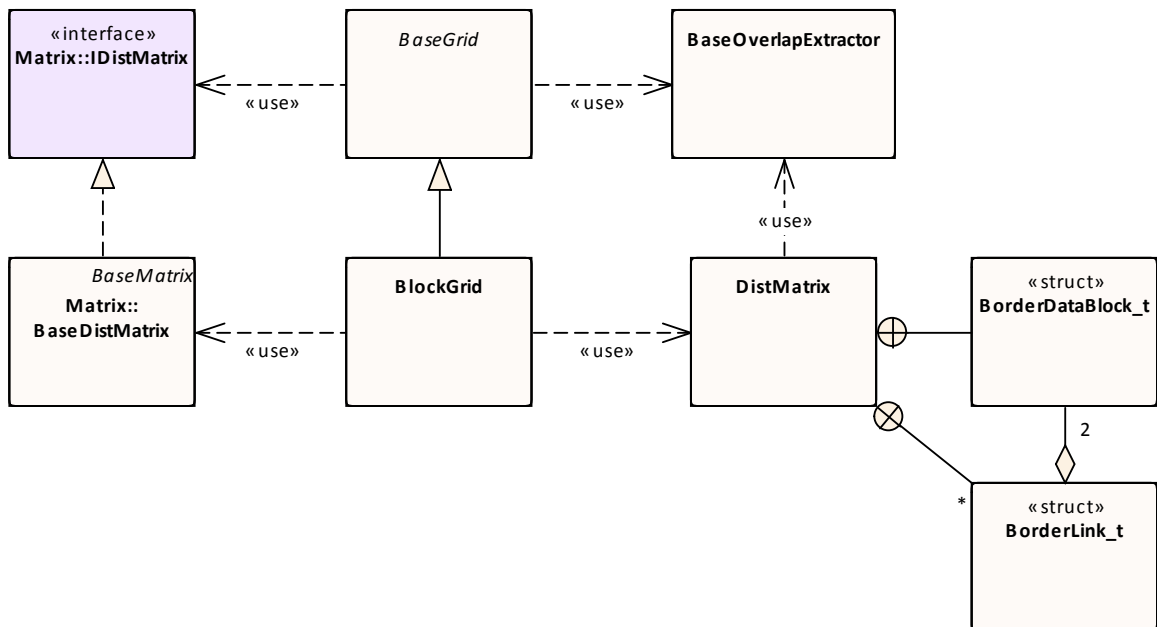 «interface»
Matrix::IDistMatrix
BaseGrid
BaseOverlapExtractor
«use»
«use»
«use»
BaseMatrix
Matrix::
BaseDistMatrix
BlockGrid
DistMatrix
«struct»
BorderDataBlock_t
«use»
«use»
2
*
«struct»
BorderLink_t